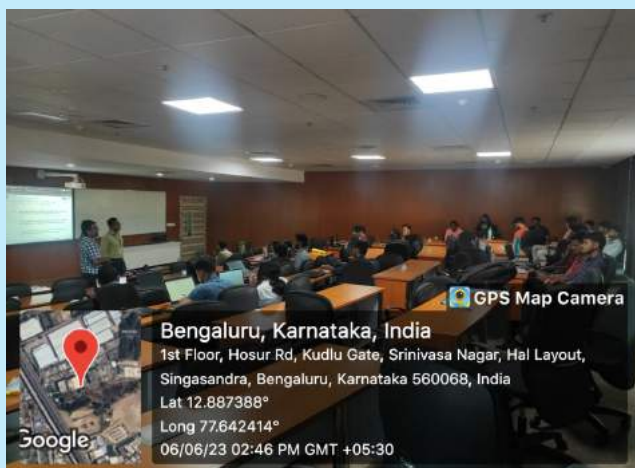 GPS Map Camera
Bengaluru, Karnataka, India
1st Floor, Hosur Rd, Kudlu Gate, Srinivasa Nagar, Hal Layout,
Singasandra, Bengaluru, Karnataka 560068, India
Lat 12.887388°
Long 77.642414°
06/06/23 02:46 PM GMT +05:30
Google